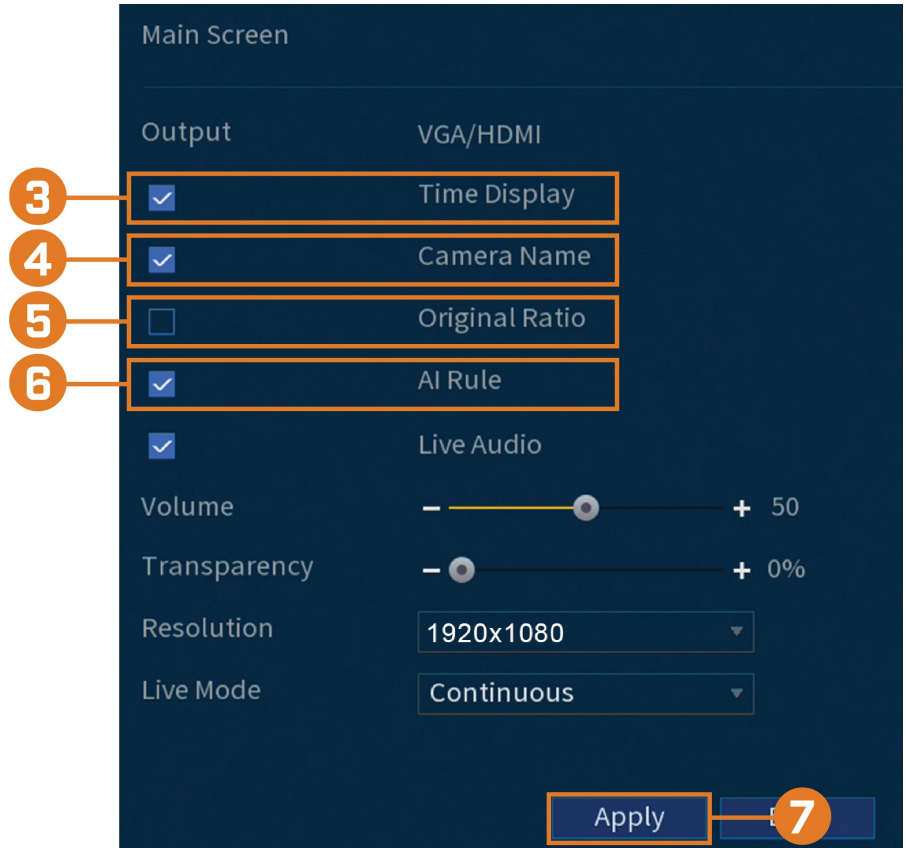 Main Screen
Output VGA/HDMI
3 Time Display
4 Camera Name
5 Original Ratio
6 AI Rule
Live Audio
Volume − + 50
Transparency − + 0%
Resolution 1920x1080
Live Mode Continuous
Apply 7